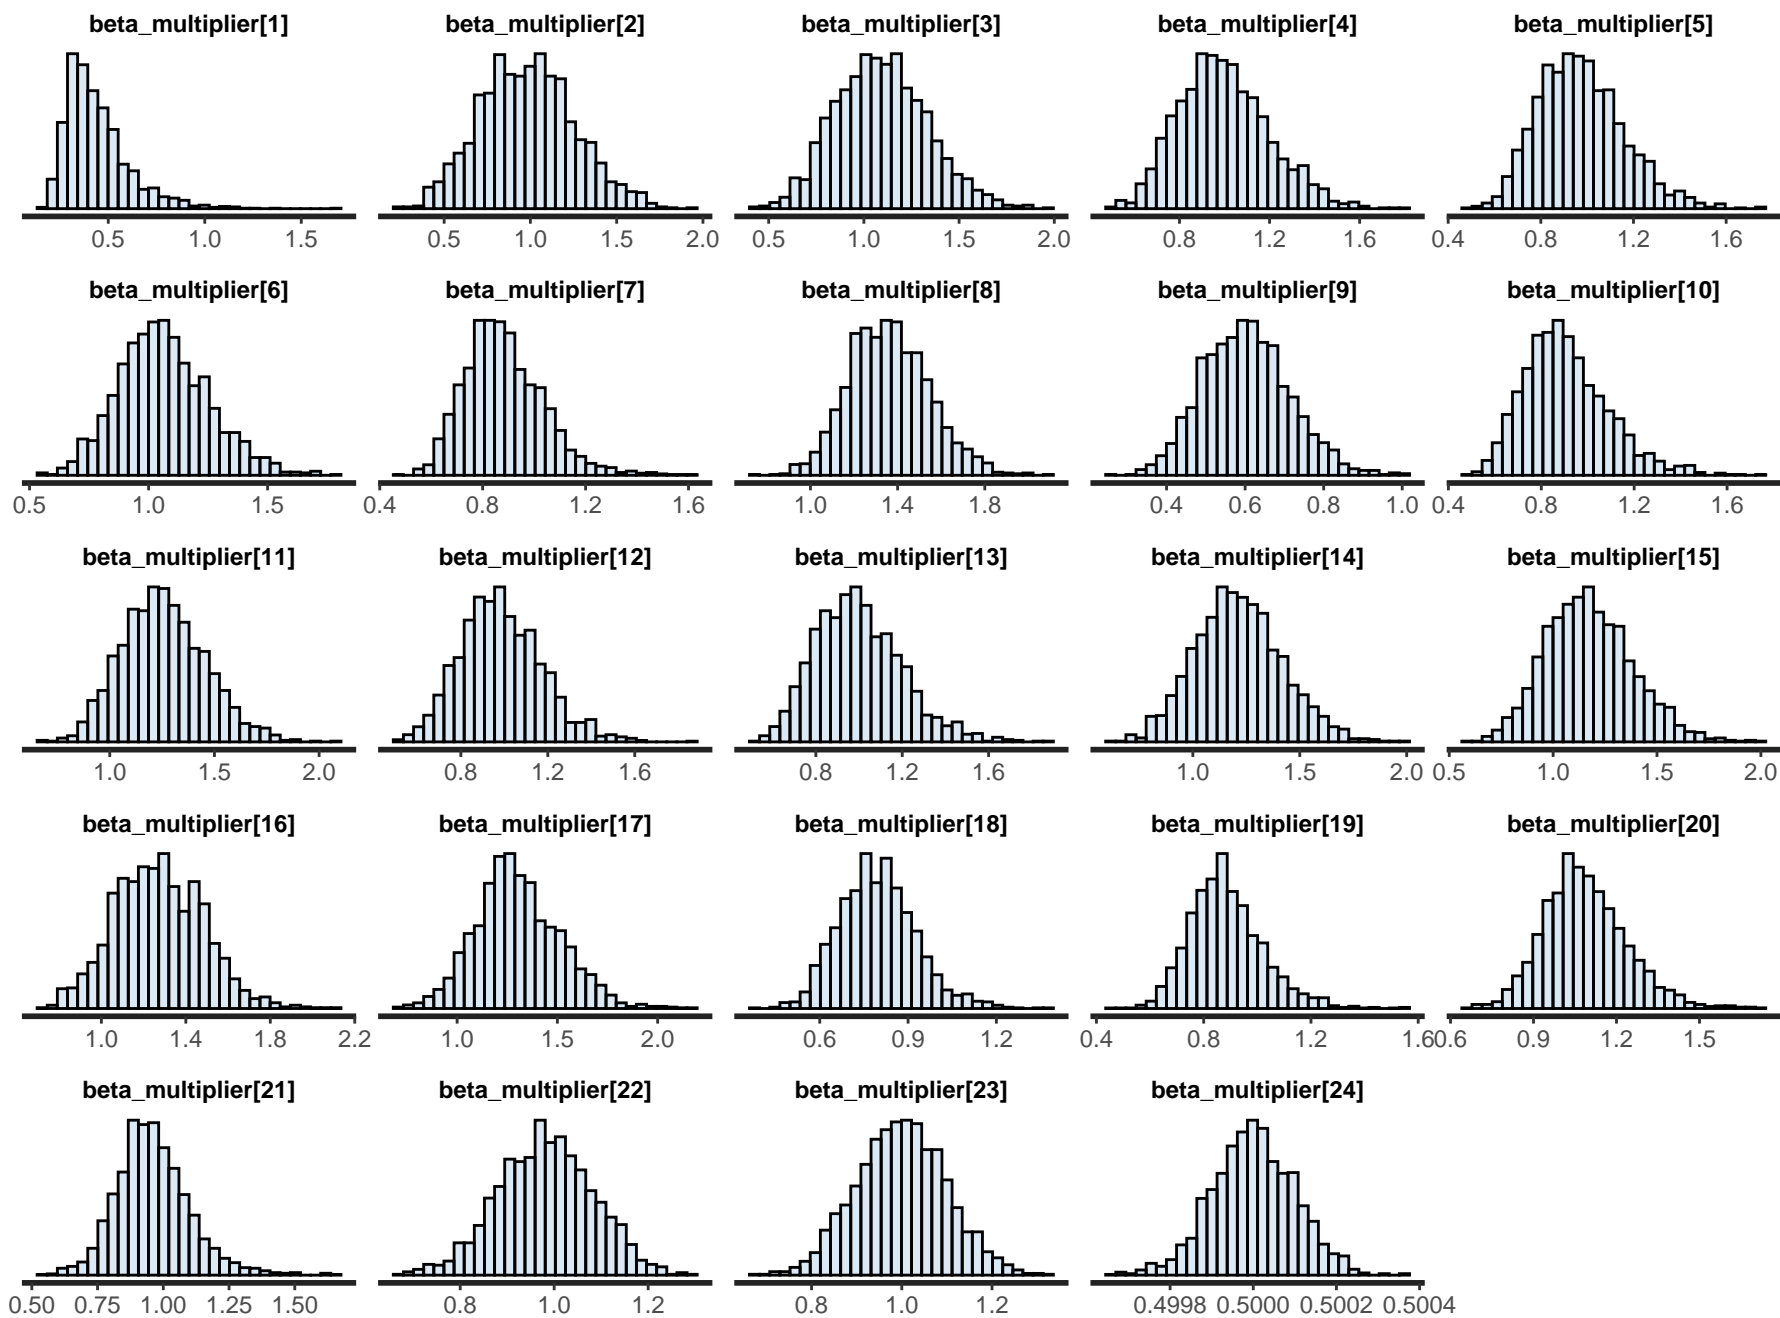 beta_multiplier[1] beta_multiplier[2] beta_multiplier[3] beta_multiplier[4] beta_multiplier[5]
0.5 1.0 1.5 0.5 1.0 1.5 2.0 0.5 1.0 1.5 2.0 0.8 1.2 1.6 0.4 0.8 1.2 1.6
beta_multiplier[6] beta_multiplier[7] beta_multiplier[8] beta_multiplier[9] beta_multiplier[10]
0.5 1.0 1.5 0.4 0.8 1.2 1.6 1.0 1.4 1.8 0.4 0.6 0.8 1.0 0.4 0.8 1.2 1.6
beta_multiplier[11] beta_multiplier[12] beta_multiplier[13] beta_multiplier[14] beta_multiplier[15]
1.0 1.5 2.0 0.8 1.2 1.6 0.8 1.2 1.6 1.0 1.5 2.0 0.5 1.0 1.5 2.0
beta_multiplier[16] beta_multiplier[17] beta_multiplier[18] beta_multiplier[19] beta_multiplier[20]
1.0 1.4 1.8 2.2 1.0 1.5 2.0 0.6 0.9 1.2 0.4 0.8 1.2 1.6 0.6 0.9 1.2 1.5
beta_multiplier[21] beta_multiplier[22] beta_multiplier[23] beta_multiplier[24]
0.50 0.75 1.00 1.25 1.50 0.8 1.0 1.2 0.8 1.0 1.2 0.4998 0.5000 0.5002 0.5004